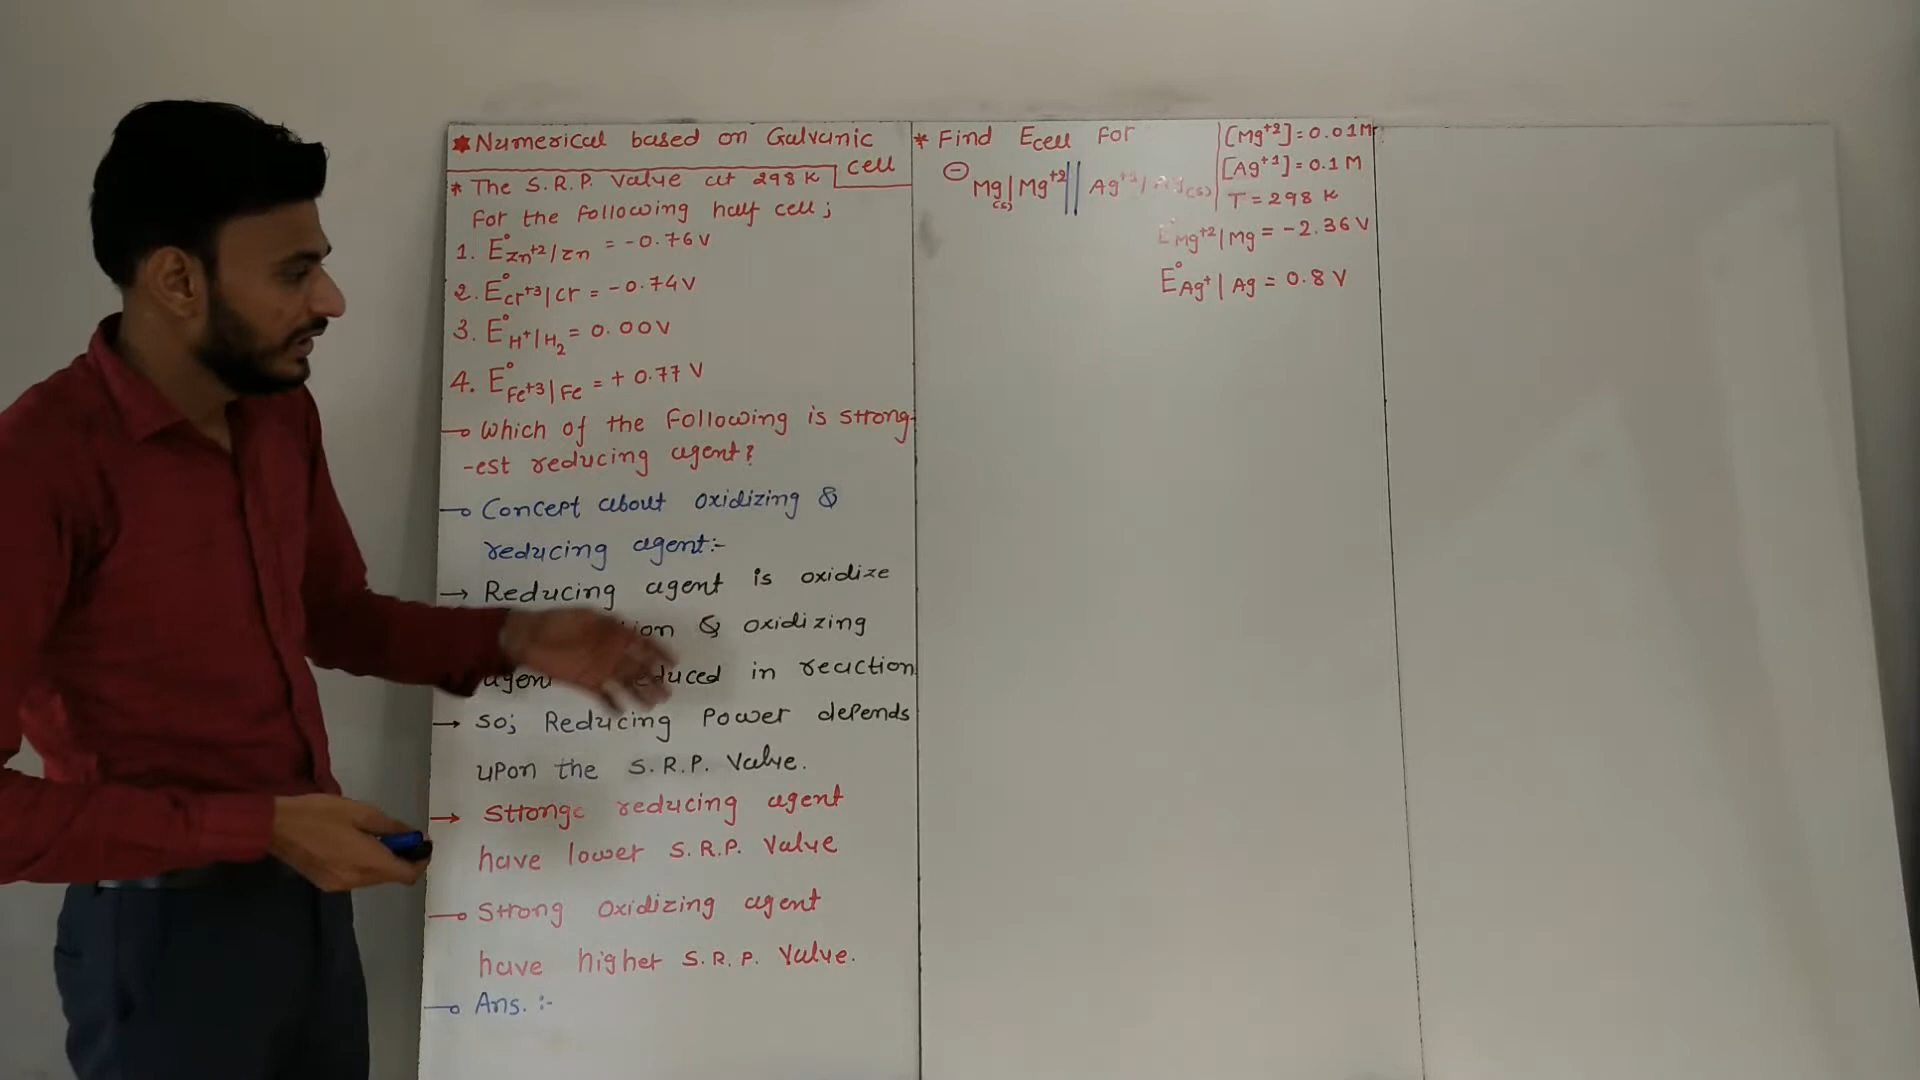 * Numerical based on Galvanic
cell
* The S.R.P. Value at 298 K
For the Following half cell;
1. E° Zn+2/Zn = -0.76 V
2. E° Cr+3|Cr = -0.74 V
3. E° H+|H2 = 0.00 V
4. E° Fe+3|Fe = + 0.77 V
Which of the Following is strong-
-est reducing agent?
Concept about oxidizing &
reducing agent:-
→ Reducing agent is oxidize
& oxidizing
in reaction
→ so; Reducing Power depends
upon the S.R.P. Value.
→ Strong reducing agent
have lower S.R.P. Value
Strong oxidizing agent
have higher S.R.P. Value.
Ans. :-
* Find Ecell For
⊖ Mg(s)|Mg+2||Ag+1/Ag(s)
[Mg+2] = 0.01 M
[Ag+1] = 0.1 M
T = 298 K
E° Mg+2|Mg = -2.36 V
E° Ag+|Ag = 0.8 V